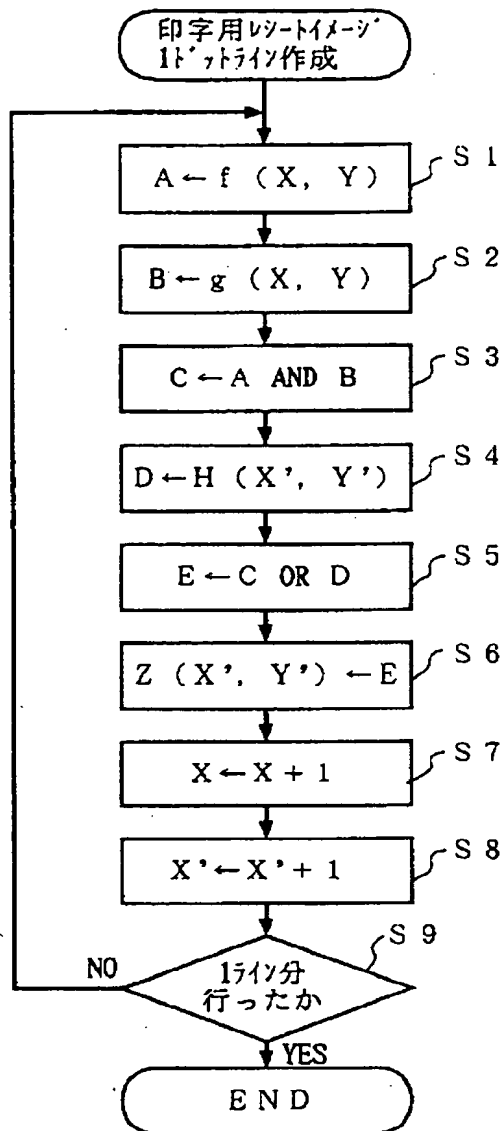 印字用レシートイメージ
1ドットライン作成
A←f (X, Y)
S 1
B←g (X, Y)
S 2
C←A AND B
S 3
D←H (X', Y')
S 4
E←C OR D
S 5
Z (X', Y') ←E
S 6
X←X+1
S 7
X'←X'+1
S 8
S 9
1ライン分
行ったか
NO
YES
END